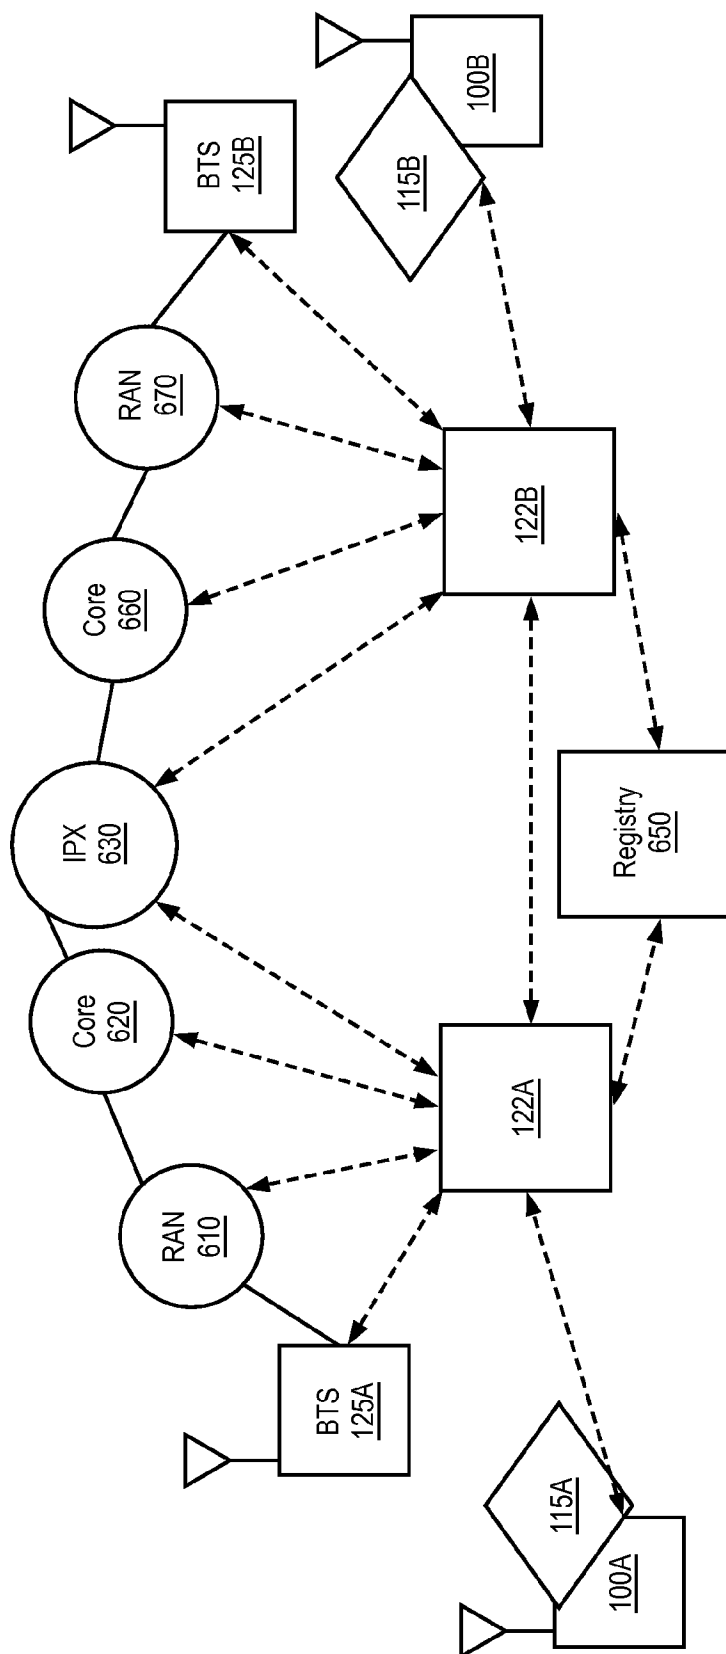 IPX
630
Core
620
Core
660
RAN
670
RAN
610
BTS
125B
BTS
125A
115B
100B
122A
122B
115A
100A
Registry
650